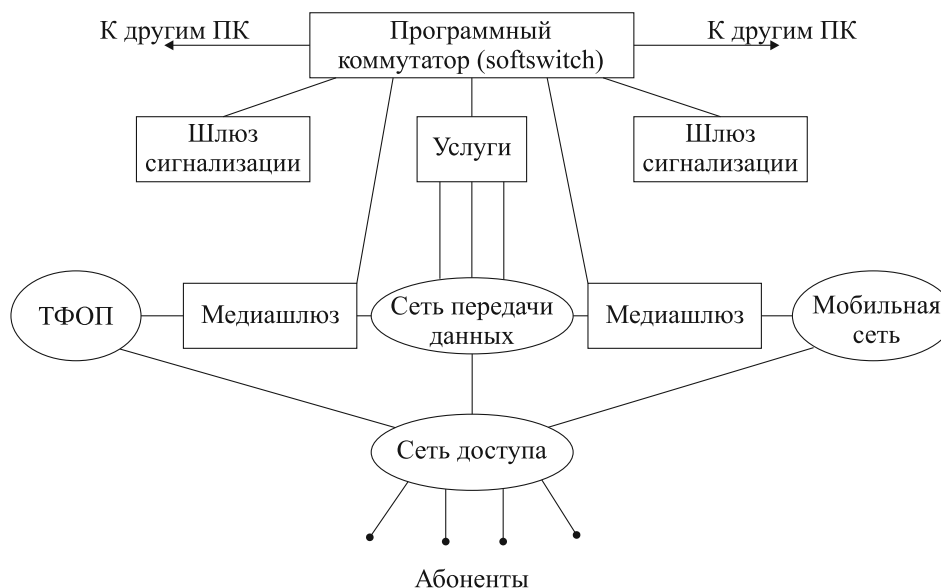 К другим ПК
Программный
коммутатор (softswitch)
К другим ПК
Шлюз
сигнализации
Услуги
Шлюз
сигнализации
ТФОП
Медиашлюз
Сеть передачи
данных
Медиашлюз
Мобильная
сеть
Сеть доступа
Абоненты